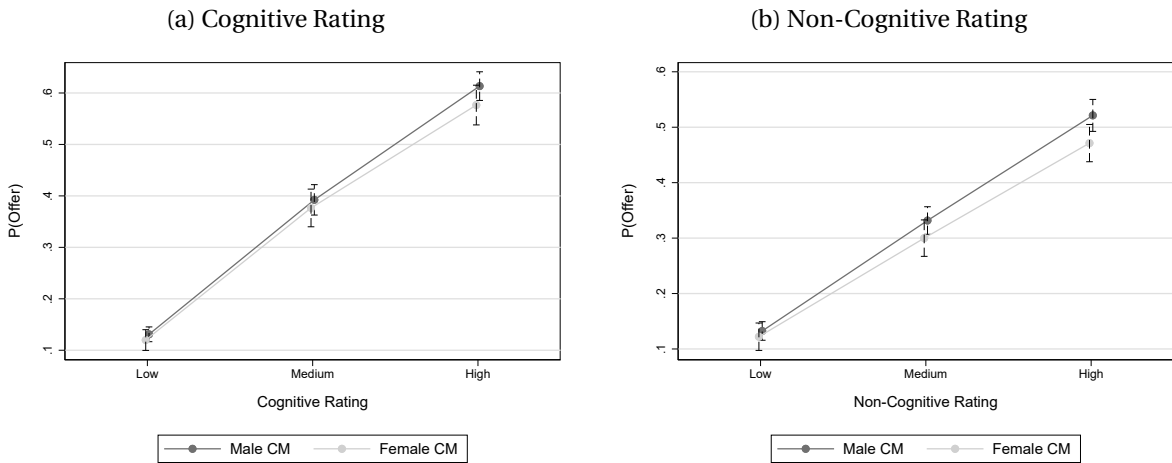 (a) Cognitive Rating
P(Offer)
.6
.5
.4
.3
.2
.1
Low Medium High
Cognitive Rating
Male CM Female CM
(b) Non-Cognitive Rating
P(Offer)
.6
.5
.4
.3
.2
.1
Low Medium High
Non-Cognitive Rating
Male CM Female CM